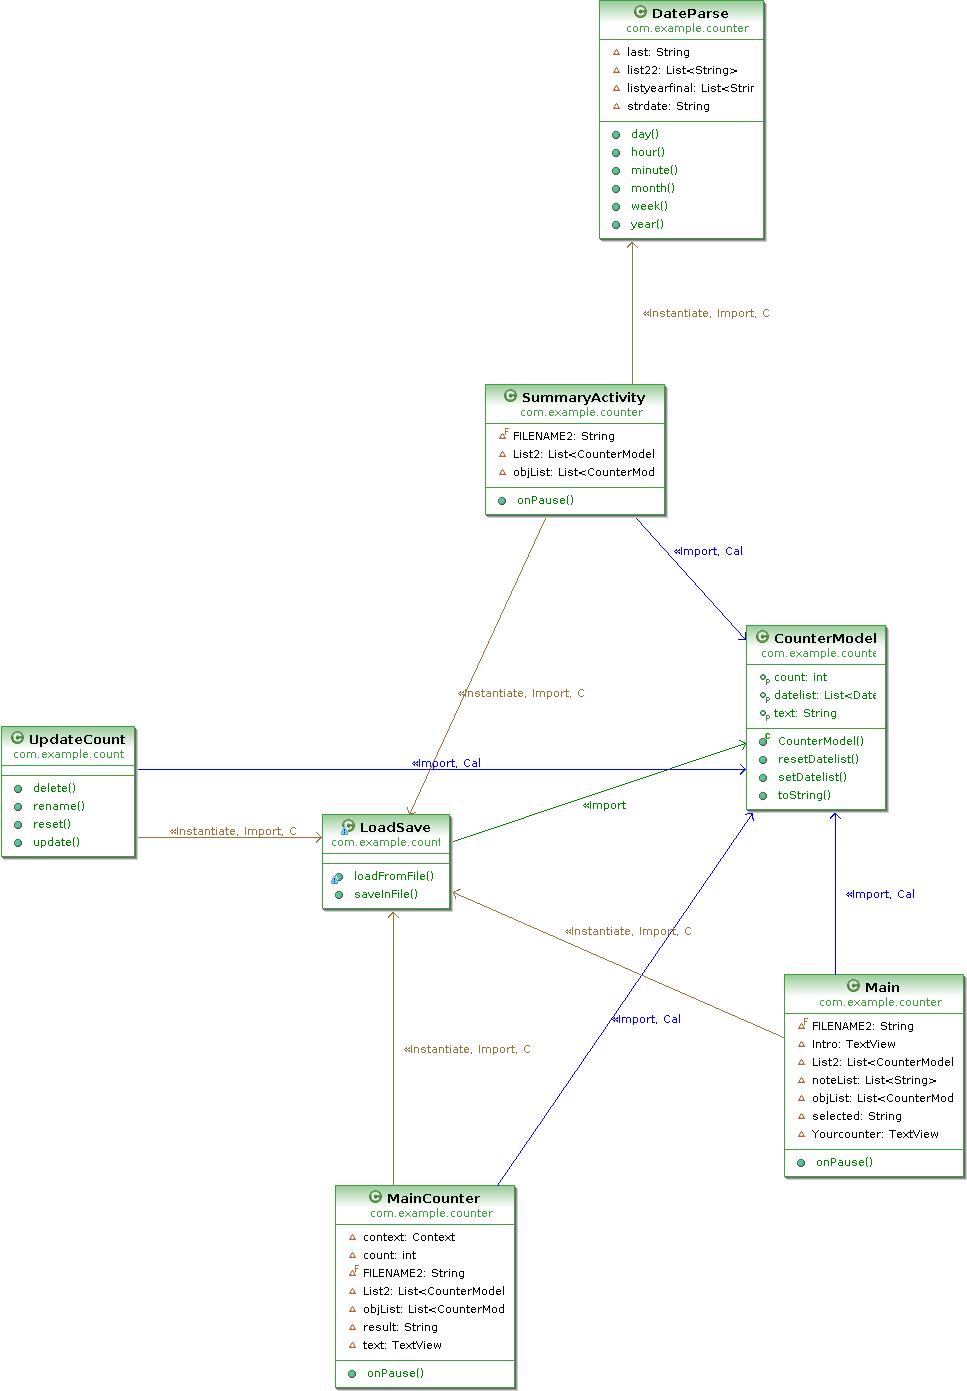 DateParse
com.example.counter
last: String
list22: List<String>
listyearfinal: List<Strir
strdate: String
day()
hour()
minute()
month()
week()
year()
«Instantiate, Import, C
SummaryActivity
com.example.counter
FILENAME2: String
List2: List<CounterModel
objList: List<CounterMod
onPause()
«Import, Cal
CounterModel
com.example.counte
count: int
datelist: List<Date
text: String
CounterModel()
resetDatelist()
setDatelist()
toString()
«Instantiate, Import, C
UpdateCount
com.example.count
delete()
rename()
reset()
update()
«Import, Cal
«Import
«Instantiate, Import, C
LoadSave
com.example.count
loadFromFile()
saveInFile()
«Import, Cal
«Instantiate, Import, C
Main
com.example.counter
FILENAME2: String
Intro: TextView
List2: List<CounterModel
noteList: List<String>
objList: List<CounterMod
selected: String
Yourcounter: TextView
onPause()
«Import, Cal
«Instantiate, Import, C
MainCounter
com.example.counter
context: Context
count: int
FILENAME2: String
List2: List<CounterModel
objList: List<CounterMod
result: String
text: TextView
onPause()